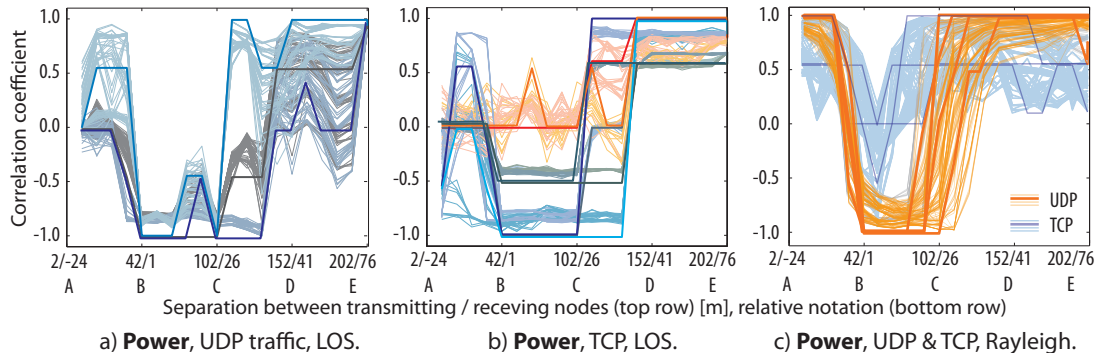 Correlation coefficient
1.0
0.5
0.0
-0.5
-1.0
2/-24 42/1 102/26 152/41 202/76
A B C D E
1.0
0.5
0.0
-0.5
-1.0
2/-24 42/1 102/26 152/41 202/76
A B C D E
1.0
0.5
0.0
-0.5
-1.0
UDP
TCP
2/-24 42/1 102/26 152/41 202/76
A B C D E
Separation between transmitting / receving nodes (top row) [m], relative notation (bottom row)
a) Power, UDP traffic, LOS.
b) Power, TCP, LOS.
c) Power, UDP & TCP, Rayleigh.